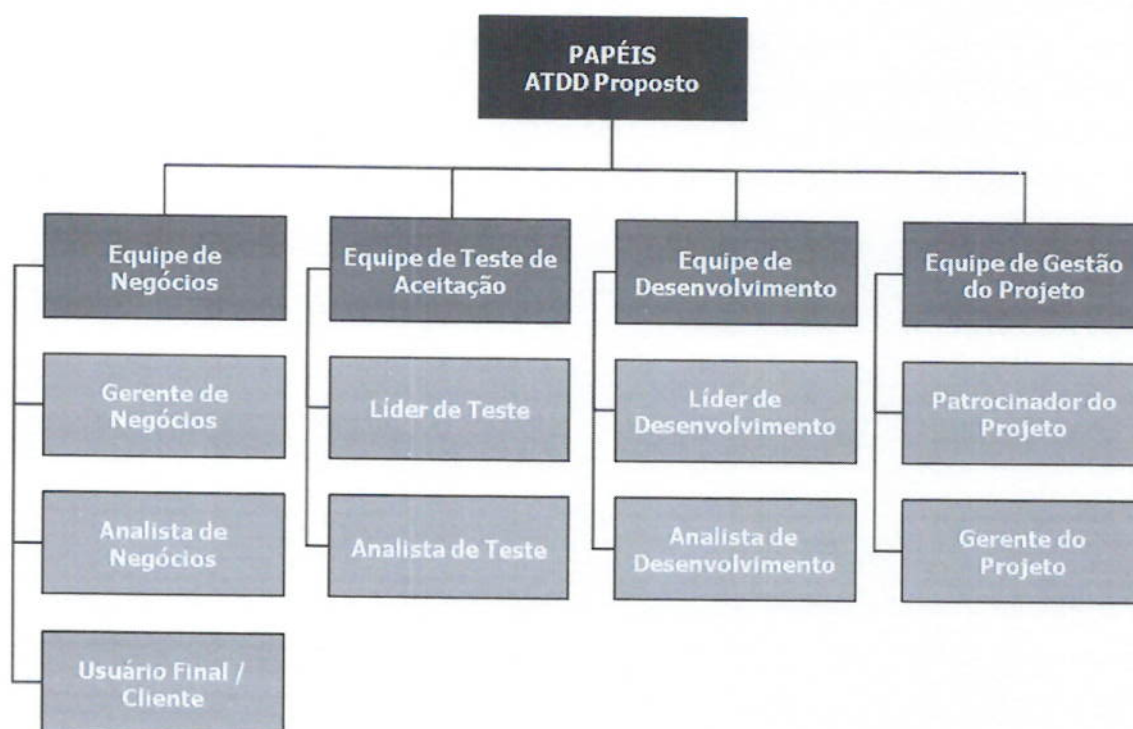 PAPÉIS
ATDD Proposto
Equipe de
Negócios
Equipe de Teste de
Aceitação
Equipe de
Desenvolvimento
Equipe de Gestão
do Projeto
Gerente de
Negócios
Líder de Teste
Líder de
Desenvolvimento
Patrocinador do
Projeto
Analista de
Negócios
Analista de Teste
Analista de
Desenvolvimento
Gerente do
Projeto
Usuário Final /
Cliente